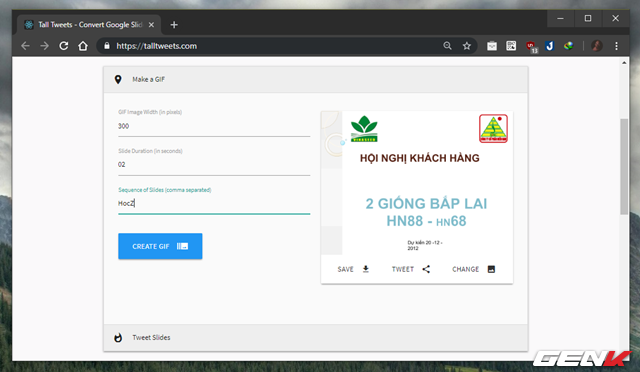 Tall Tweets - Convert Google Slid
https://talltweets.com
13
Make a GIF
GIF Image Width (in pixels)
300
Slide Duration (in seconds)
02
Sequence of Slides (comma separated)
HocZ
CREATE GIF
HỘI NGHỊ KHÁCH HÀNG
2 GIỐNG BẮP LAI
HN88 - HN68
Dự kiến 20 -12 -
2012
SAVE
TWEET
CHANGE
Tweet Slides
GENK